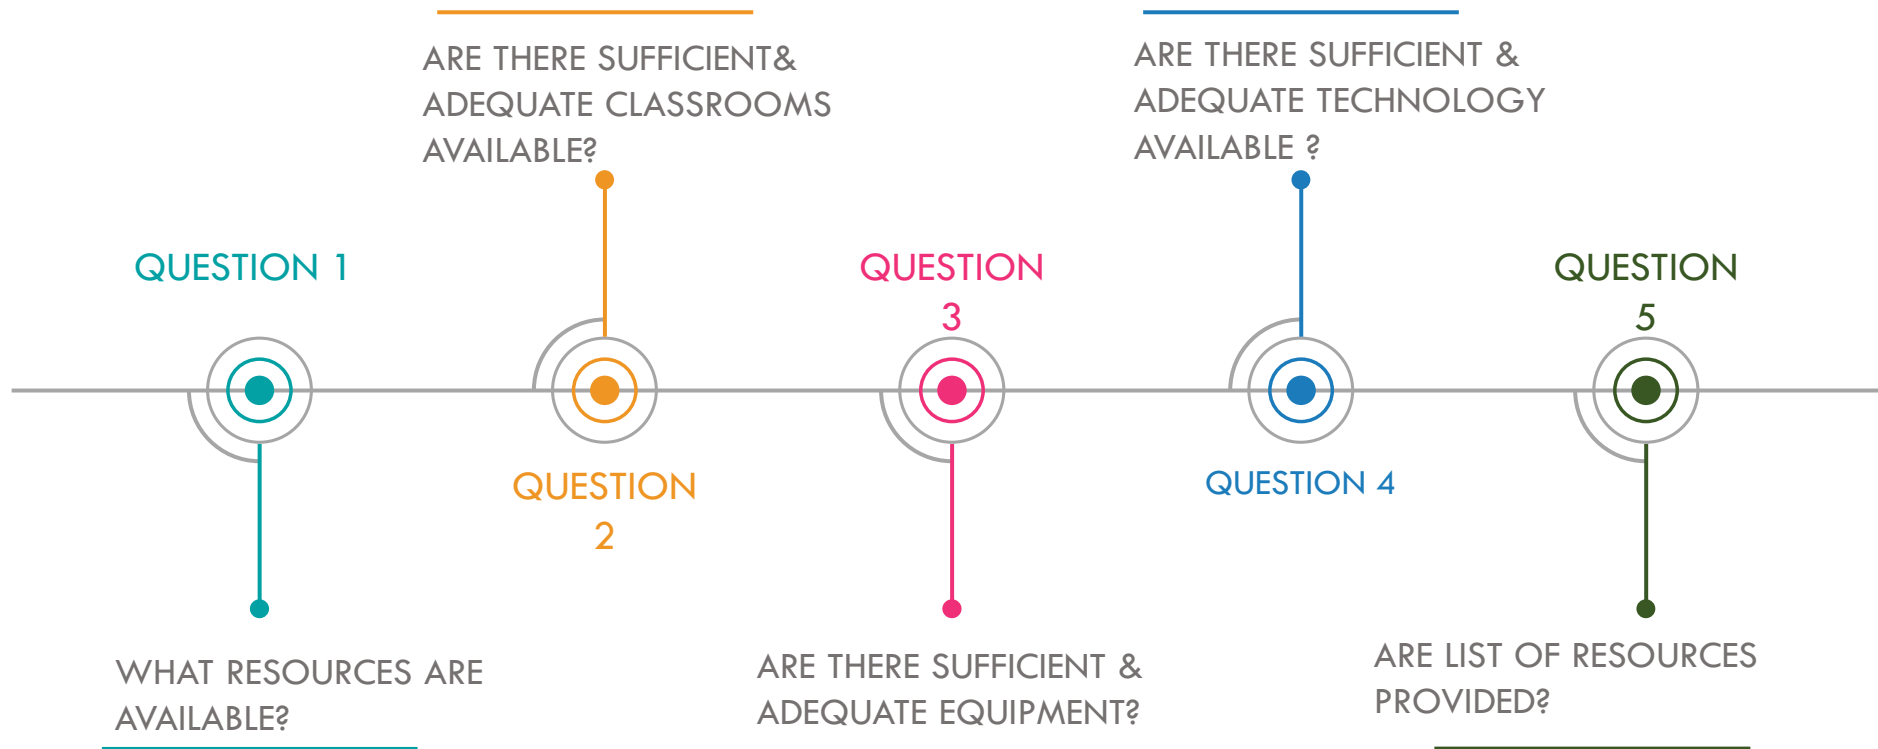 QUESTION 1
WHAT RESOURCES ARE
AVAILABLE?
ARE THERE SUFFICIENT&
ADEQUATE CLASSROOMS
AVAILABLE?
QUESTION
2
QUESTION
3
ARE THERE SUFFICIENT &
ADEQUATE EQUIPMENT?
ARE THERE SUFFICIENT &
ADEQUATE TECHNOLOGY
AVAILABLE ?
QUESTION 4
QUESTION
5
ARE LIST OF RESOURCES
PROVIDED?